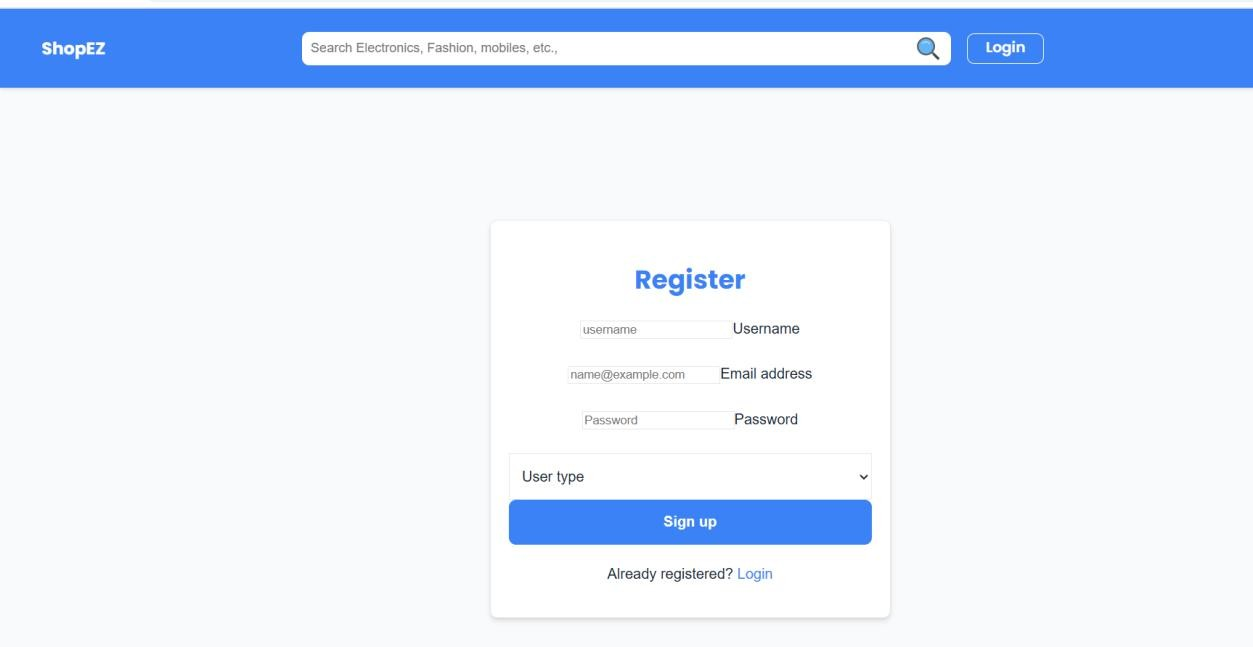 ShopEZ Search Electronics, Fashion, mobiles, etc., Login
Register
username Username
name@example.com Email address
Password Password
User type
Sign up
Already registered? Login